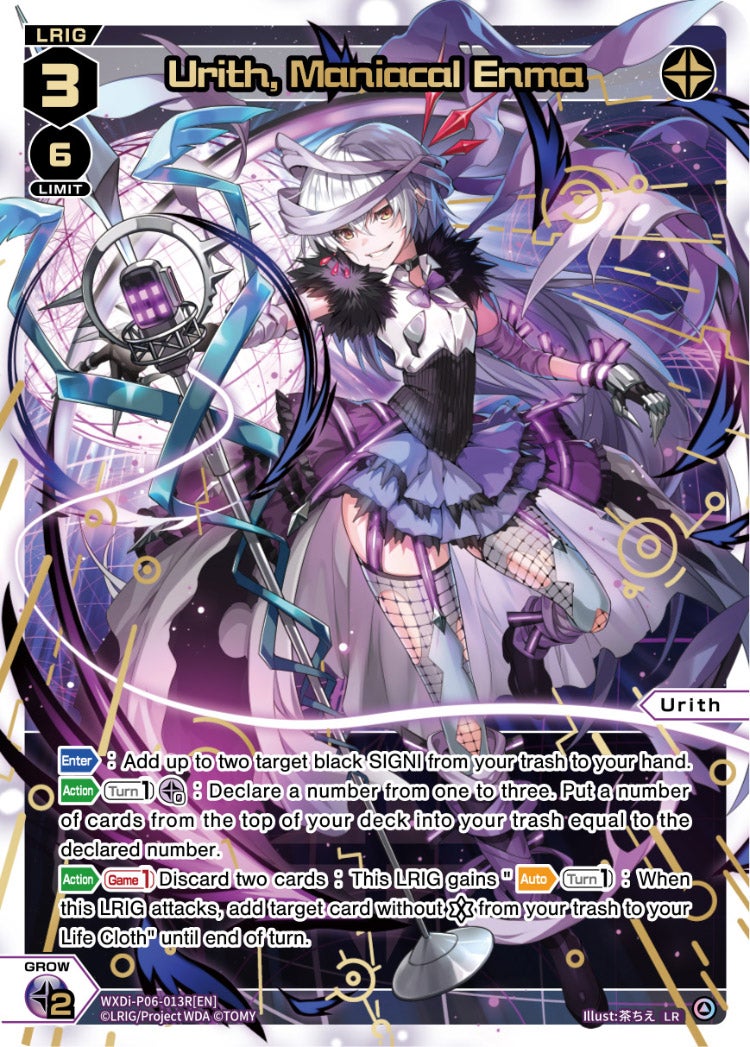 LRIG
3
Urith, Maniacal Enma
6
LIMIT
Urith
Enter : Add up to two target black SIGNI from your trash to your hand.
Action Turn 1 0 : Declare a number from one to three. Put a number
of cards from the top of your deck into your trash equal to the
declared number.
Action Game 1 Discard two cards : This LRIG gains " Auto Turn 1 : When
this LRIG attacks, add target card without from your trash to your
Life Cloth" until end of turn.
GROW
2
WXDi-P06-013R[EN]
©LRIG/Project WDA ©TOMY
Illust:茶ちえ LR